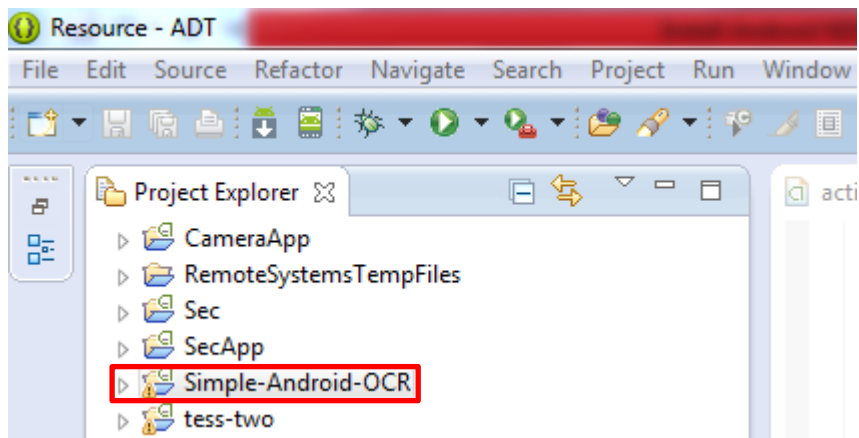 Resource - ADT
File Edit Source Refactor Navigate Search Project Run Window
Project Explorer
acti
CameraApp
RemoteSystemsTempFiles
Sec
SecApp
Simple-Android-OCR
tess-two